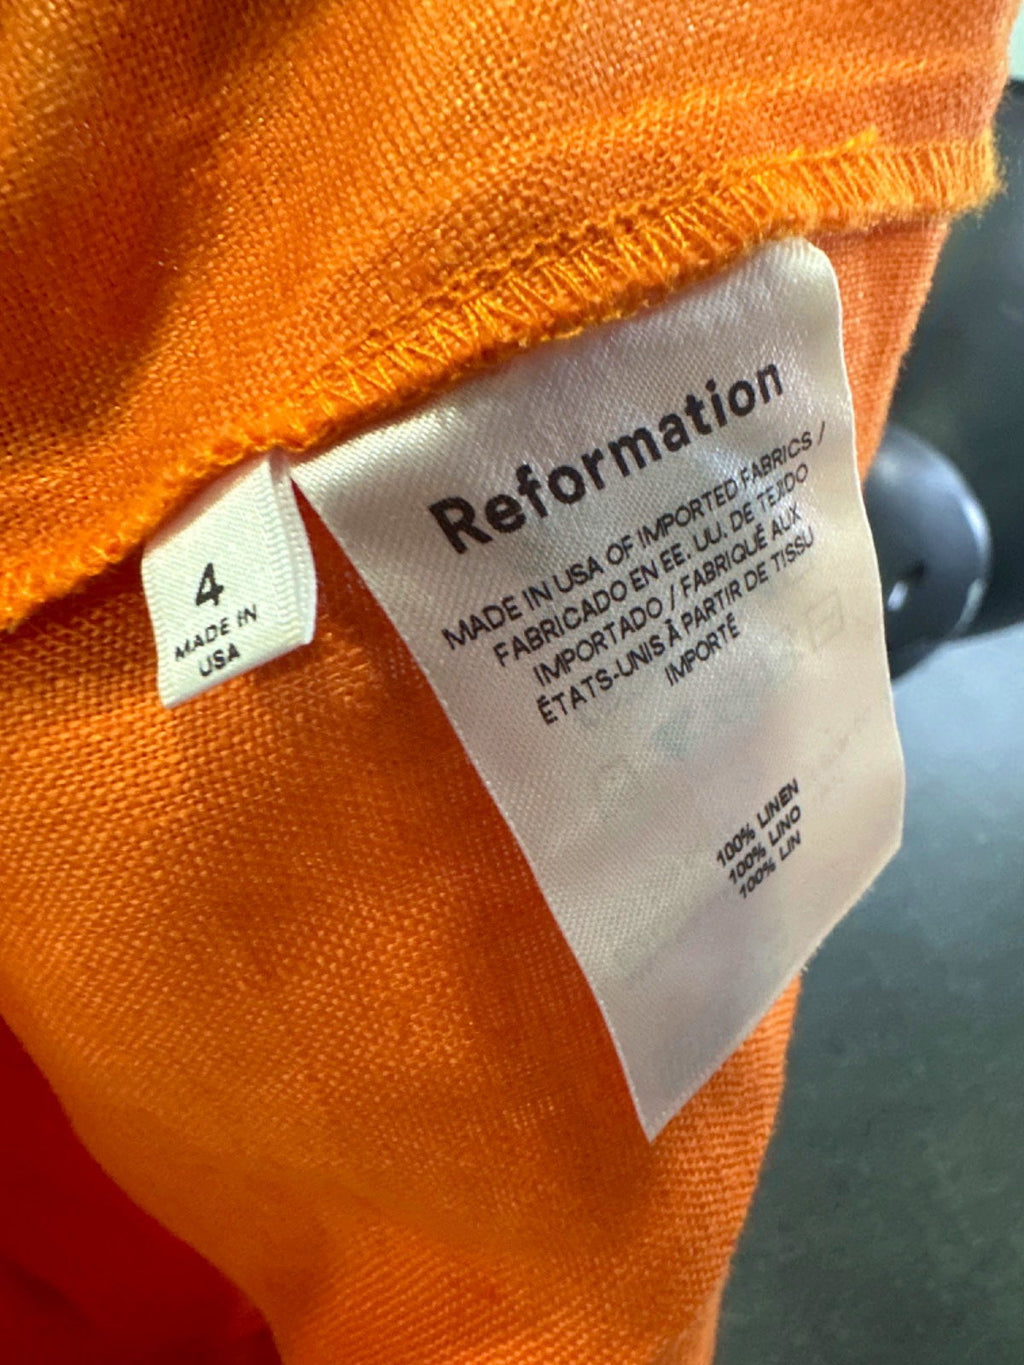 4
MADE IN
USA
Reformation
MADE IN USA OF IMPORTED FABRICS /
FABRICADO EN EE. UU. DE TEJIDO
IMPORTADO / FABRIQUÉ AUX
ÉTATS-UNIS À PARTIR DE TISSU
IMPORTÉ
100% LINEN
100% LINO
100% LIN